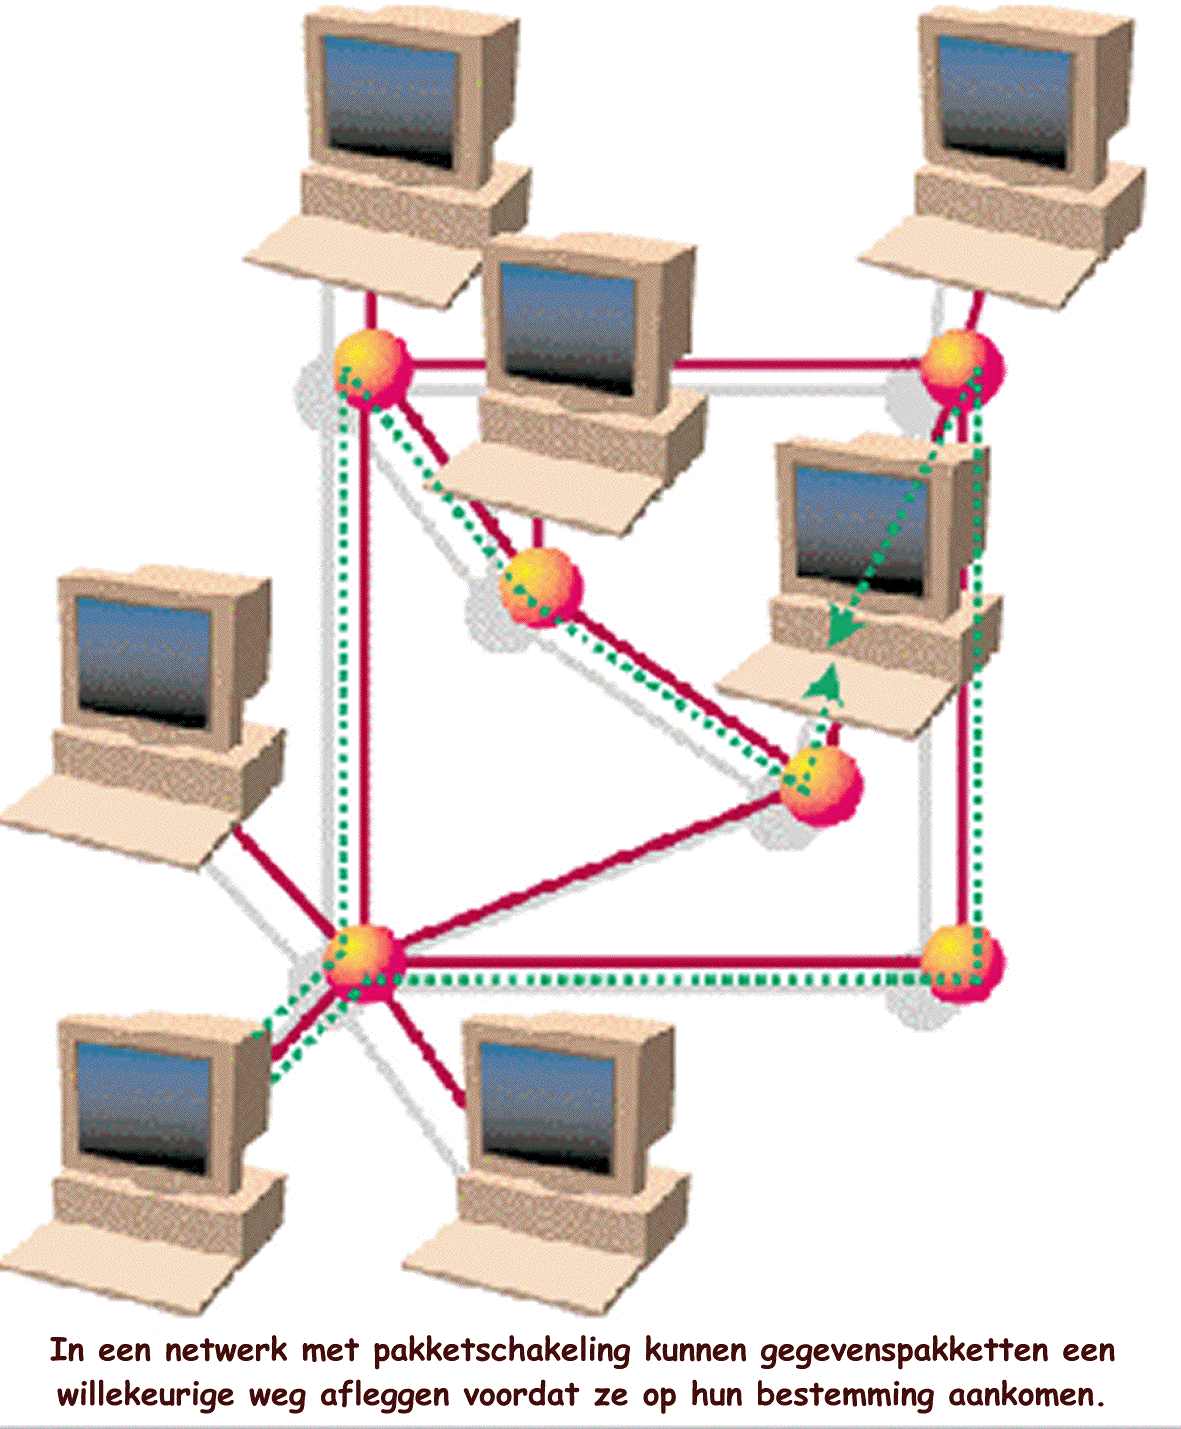 In een netwerk met pakketschakeling kunnen gegevenspakketten een
willekeurige weg afleggen voordat ze op hun bestemming aankomen.